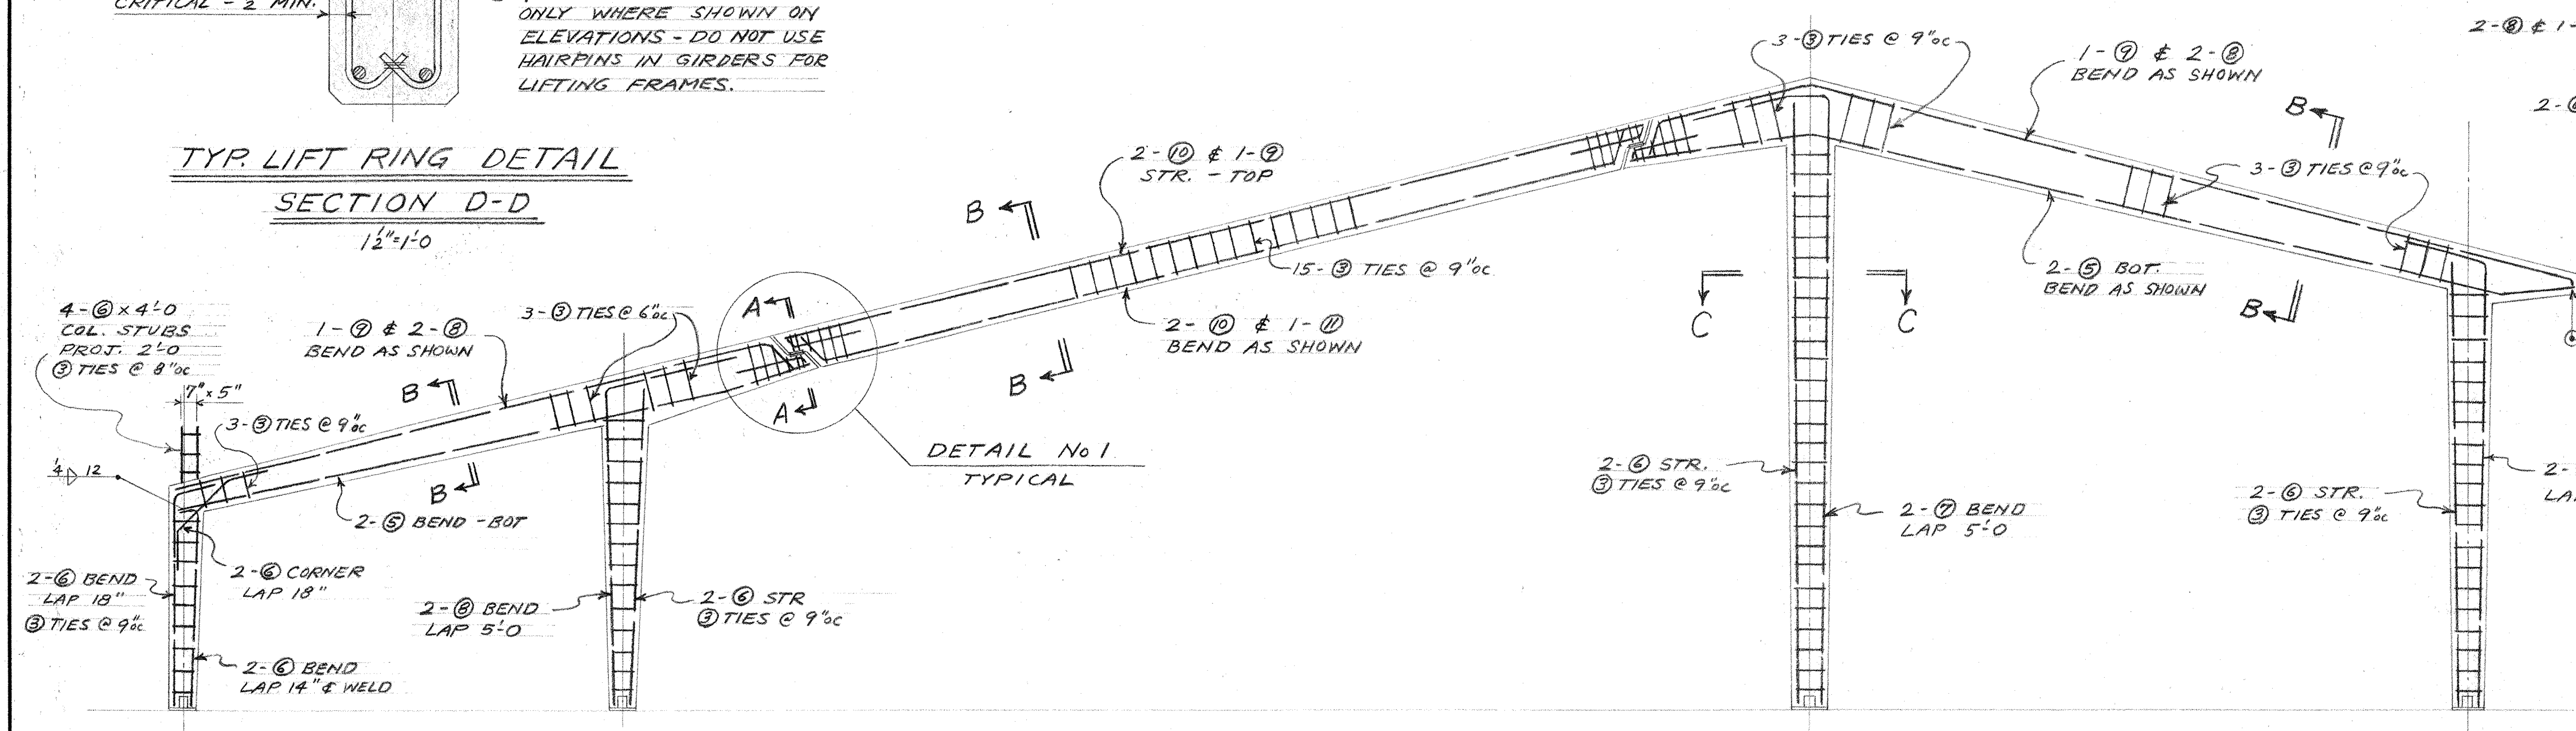 CRITICAL - 2 MIN.
ONLY WHERE SHOWN ON
ELEVATIONS - DO NOT USE
HAIRPINS IN GIRDERS FOR
LIFTING FRAMES.
TYP. LIFT RING DETAIL
SECTION D-D
1½"=1'-0
4-⑥ x 4'-0
COL. STUBS
PROJ. 2'-0
③ TIES @ 8"oc
7" x 5"
1-⑨ & 2-⑧
BEND AS SHOWN
3-③ TIES @ 6"oc
3-③ TIES @ 9"oc
¼ 12
B
B
A
A
2-⑤ BEND - BOT
2-⑥ CORNER
LAP 18"
2-⑥ BEND
LAP 18"
③ TIES @ 9"oc
2-⑥ BEND
LAP 14" & WELD
2-⑧ BEND
LAP 5'-0
2-⑥ STR
③ TIES @ 9"oc
DETAIL No 1
TYPICAL
B
B
2-⑩ & 1-⑨
STR. - TOP
15-③ TIES @ 9"oc
2-⑩ & 1-⑪
BEND AS SHOWN
3-③ TIES @ 9"oc
1-⑨ & 2-⑧
BEND AS SHOWN
2-⑧ & 1-
B
2-
3-③ TIES @ 9"oc
2-⑤ BOT.
BEND AS SHOWN
B
C
C
2-⑥ STR.
③ TIES @ 9"oc
2-⑦ BEND
LAP 5'-0
2-⑥ STR.
③ TIES @ 9"oc
2-